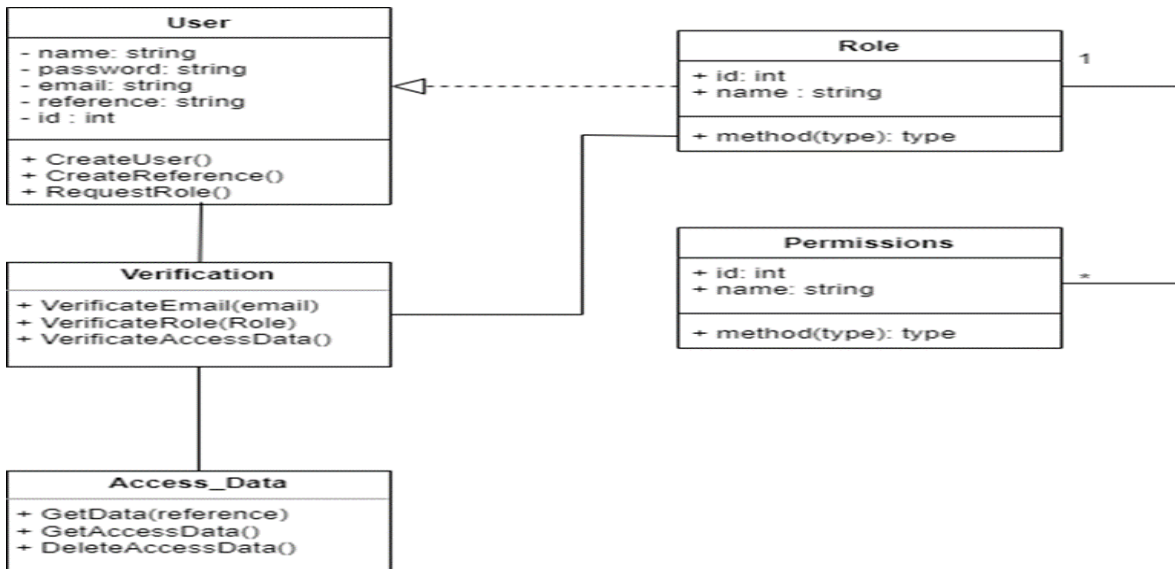 User
- name: string
- password: string
- email: string
- reference: string
- id : int
+ CreateUser()
+ CreateReference()
+ RequestRole()
Role
+ id: int
+ name : string
+ method(type): type
1
Permissions
+ id: int
+ name: string
+ method(type): type
*
Verification
+ VerificateEmail(email)
+ VerificateRole(Role)
+ VerificateAccessData()
Access_Data
+ GetData(reference)
+ GetAccessData()
+ DeleteAccessData()